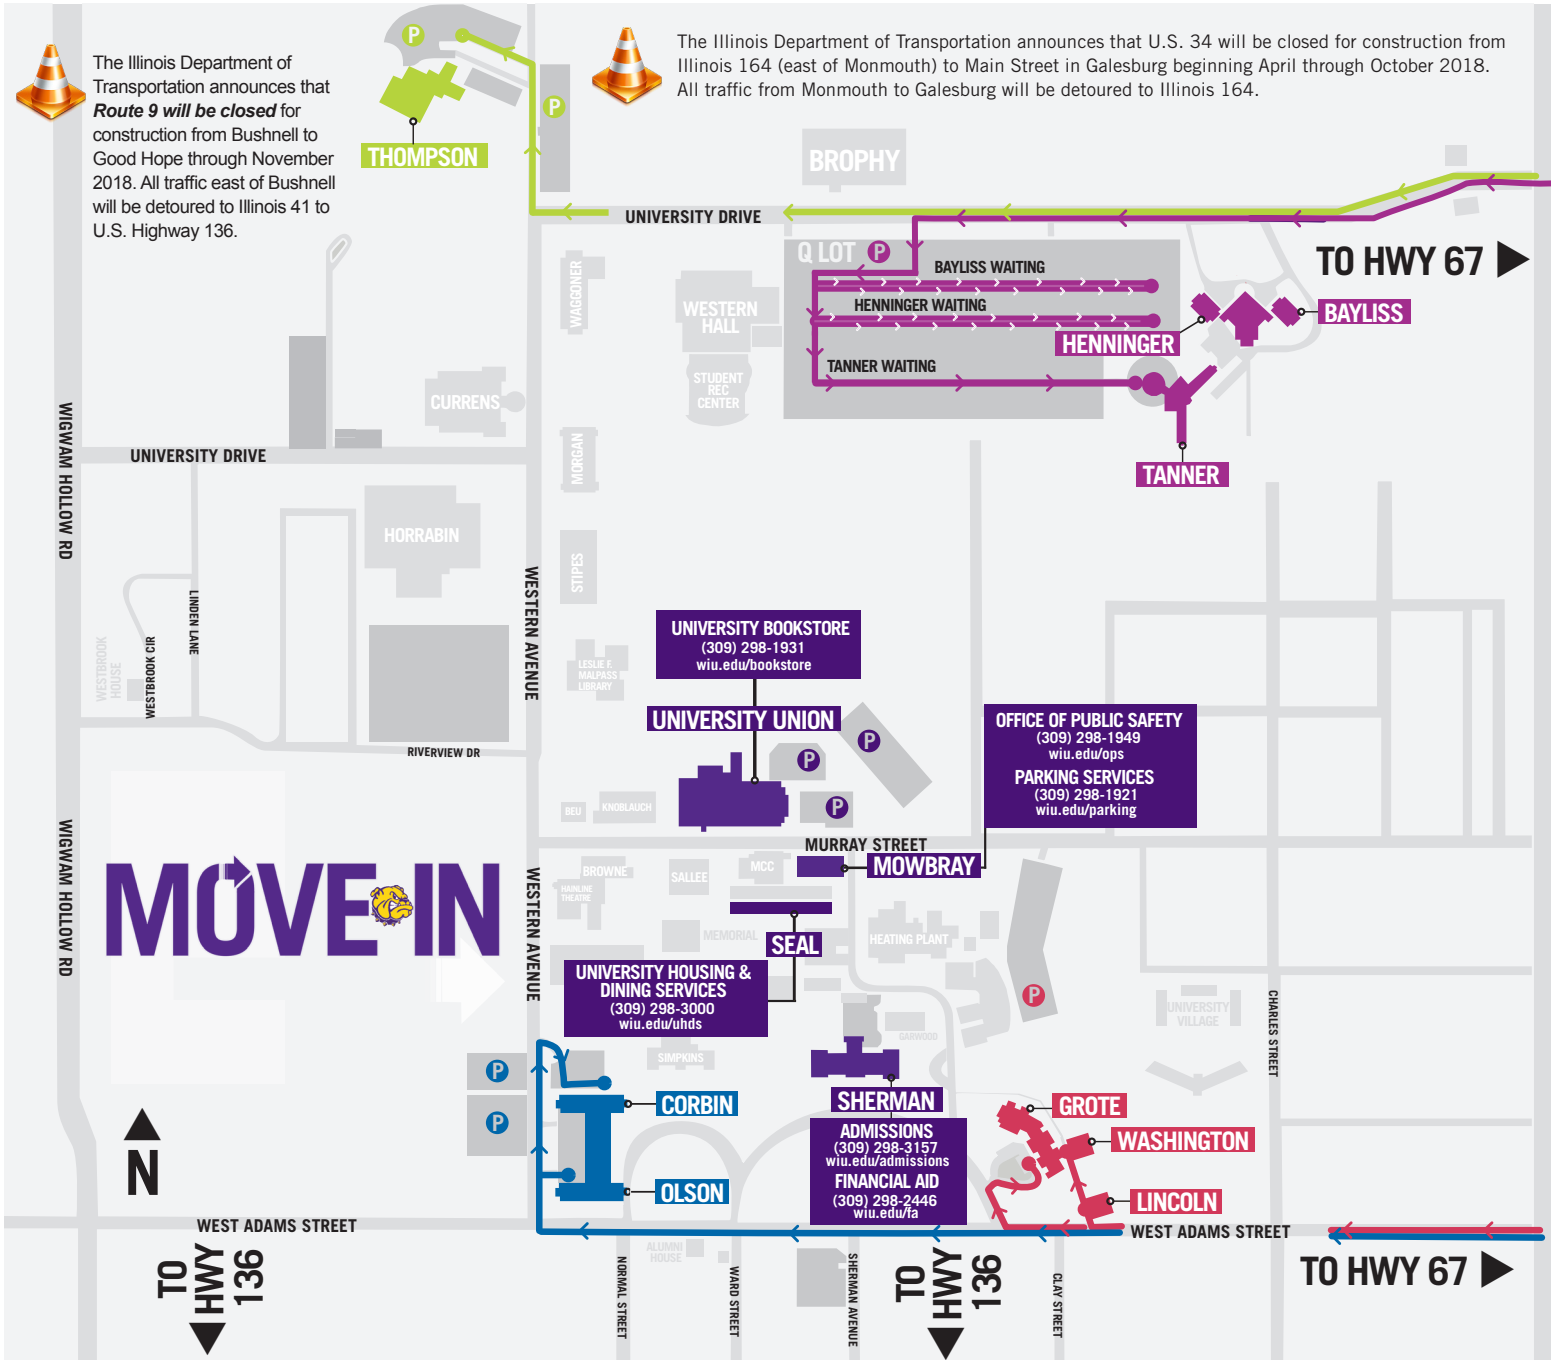 The Illinois Department of
Transportation announces that
Route 9 will be closed for
construction from Bushnell to
Good Hope through November
2018. All traffic east of Bushnell
will be detoured to Illinois 41 to
U.S. Highway 136.
The Illinois Department of Transportation announces that U.S. 34 will be closed for construction from
Illinois 164 (east of Monmouth) to Main Street in Galesburg beginning April through October 2018.
All traffic from Monmouth to Galesburg will be detoured to Illinois 164.
P
P
THOMPSON
BROPHY
UNIVERSITY DRIVE
Q LOT P
TO HWY 67
BAYLISS WAITING
HENNINGER WAITING
TANNER WAITING
HENNINGER
BAYLISS
TANNER
WAGGONER
WESTERN
HALL
STUDENT
REC
CENTER
CURRENS
WIGWAM HOLLOW RD
UNIVERSITY DRIVE
MORGAN
HORRABIN
STIPES
WESTERN AVENUE
LINDEN LANE
WESTBROOK
HOUSE
WESTBROOK CIR
LESLIE F.
MALPASS
LIBRARY
RIVERVIEW DR
UNIVERSITY BOOKSTORE
(309) 298-1931
wiu.edu/bookstore
UNIVERSITY UNION
P
P
P
OFFICE OF PUBLIC SAFETY
(309) 298-1949
wiu.edu/ops
PARKING SERVICES
(309) 298-1921
wiu.edu/parking
BEU
KNOBLAUCH
MURRAY STREET
WIGWAM HOLLOW RD
MOVE IN
WESTERN AVENUE
BROWNE
HAINLINE
THEATRE
SALLEE
MCC
MOWBRAY
MEMORIAL
SEAL
HEATING PLANT
UNIVERSITY HOUSING &
DINING SERVICES
(309) 298-3000
wiu.edu/uhds
P
UNIVERSITY
VILLAGE
CHARLES STREET
GARWOOD
SIMPKINS
P
P
CORBIN
OLSON
SHERMAN
ADMISSIONS
(309) 298-3157
wiu.edu/admissions
FINANCIAL AID
(309) 298-2446
wiu.edu/fa
GROTE
WASHINGTON
LINCOLN
N
WEST ADAMS STREET
WEST ADAMS STREET
TO
HWY
136
ALUMNI
HOUSE
NORMAL STREET
WARD STREET
SHERMAN AVENUE
TO
HWY
136
CLAY STREET
TO HWY 67